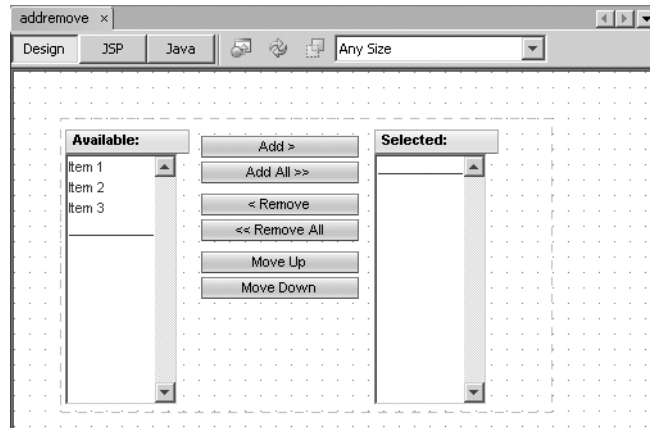 addremove ×
Design JSP Java Any Size
Available:
Item 1
Item 2
Item 3
Add >
Add All >>
< Remove
<< Remove All
Move Up
Move Down
Selected: